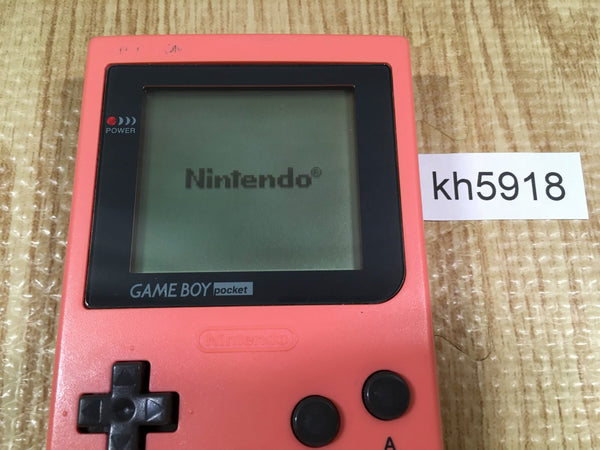 POWER
Nintendo®
GAME BOY pocket
Nintendo
A
kh5918